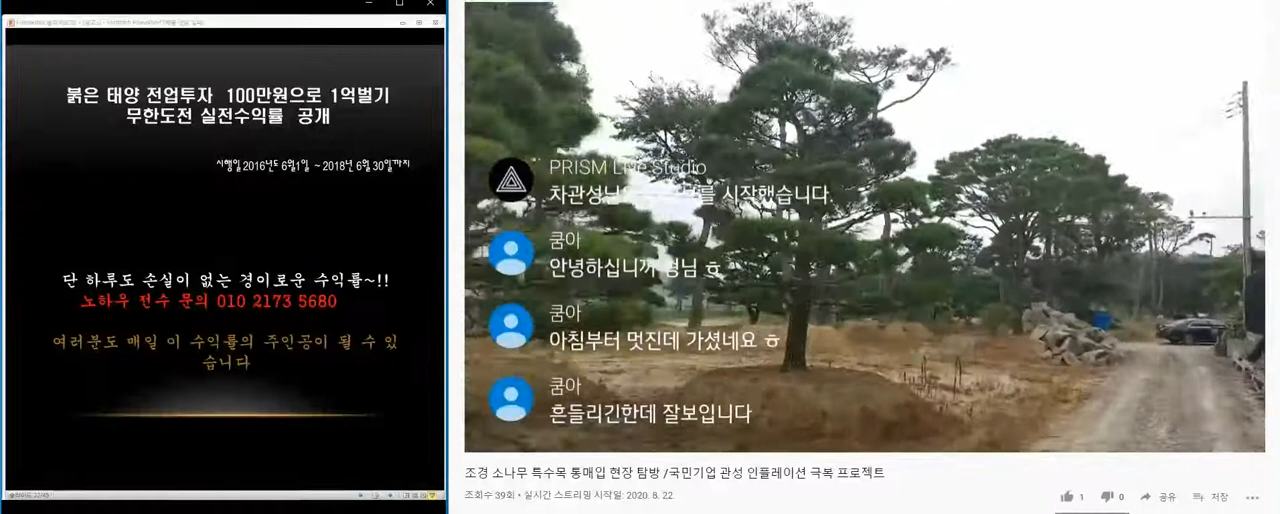 붉은 태양 전업투자 100만원으로 1억벌기
무한도전 실전수익률 공개
시행일 2016년도 6월1일 ~ 2018년 6월 30일까지
단 하루도 손실이 없는 경이로운 수익률~!!
노하우 전수 문의 010 2173 5680
여러분도 매일 이 수익률의 주인공이 될 수 있
습니다
PRISM Live Studio
시작했습니다.
쿰아
안녕하십니까 형님 ㅎ
쿰아
아침부터 멋진데 가셨네요 ㅎ
쿰아
흔들리긴한데 잘보입니다
조경 소나무 특수목 통매입 현장 탐방 /국민기업 관성 인플레이션 극복 프로젝트
조회수 39회 • 실시간 스트리밍 시작일: 2020. 8. 22.
1
0
공유
저장